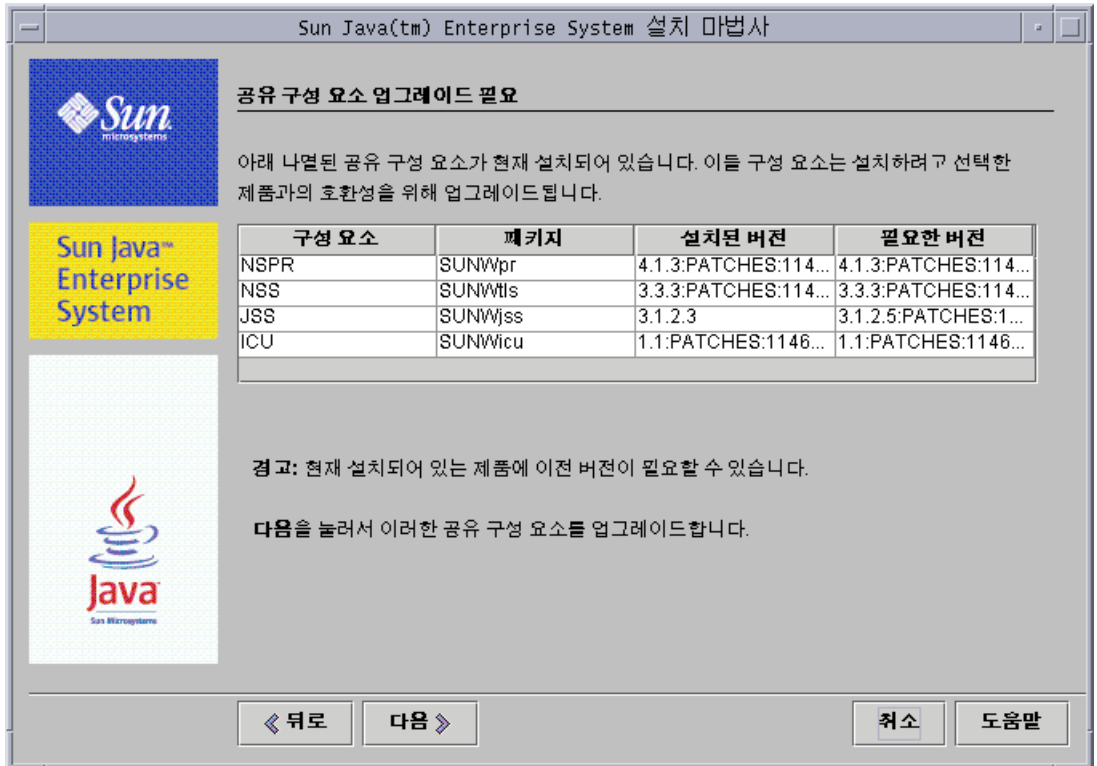 Sun Java(tm) Enterprise System 설치 마법사
Sun
microsystems
Sun Java™
Enterprise
System
Java
Sun Microsystems
공유 구성 요소 업그레이드 필요
아래 나열된 공유 구성 요소가 현재 설치되어 있습니다. 이들 구성 요소는 설치하려고 선택한
제품과의 호환성을 위해 업그레이드됩니다.
구성 요소 패키지 설치된 버전 필요한 버전
NSPR SUNWpr 4.1.3:PATCHES:114... 4.1.3:PATCHES:114...
NSS SUNWtls 3.3.3:PATCHES:114... 3.3.3:PATCHES:114...
JSS SUNWjss 3.1.2.3 3.1.2.5:PATCHES:1...
ICU SUNWicu 1.1:PATCHES:1146... 1.1:PATCHES:1146...
경고: 현재 설치되어 있는 제품에 이전 버전이 필요할 수 있습니다.
다음을 눌러서 이러한 공유 구성 요소를 업그레이드합니다.
뒤로 다음 취소 도움말